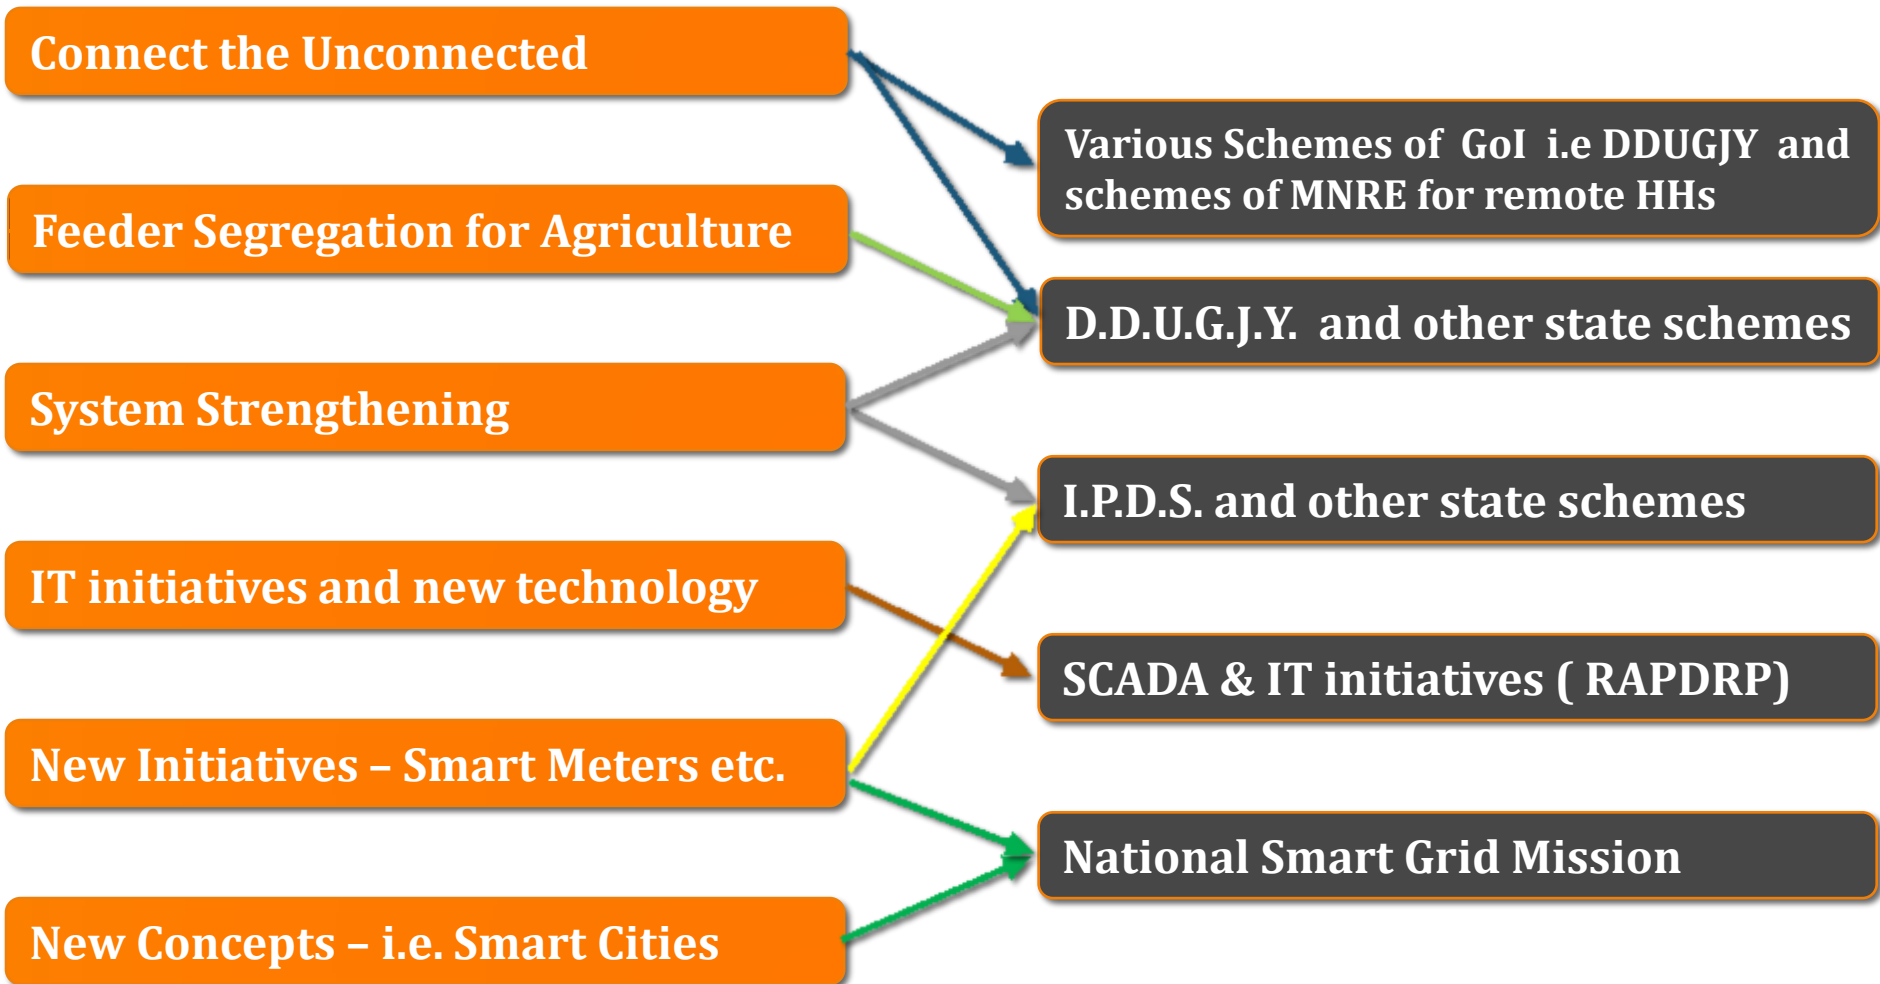 Connect the Unconnected
Feeder Segregation for Agriculture
System Strengthening
IT initiatives and new technology
New Initiatives – Smart Meters etc.
New Concepts – i.e. Smart Cities
Various Schemes of GoI i.e DDUGJY and
schemes of MNRE for remote HHs
D.D.U.G.J.Y. and other state schemes
I.P.D.S. and other state schemes
SCADA & IT initiatives ( RAPDRP)
National Smart Grid Mission